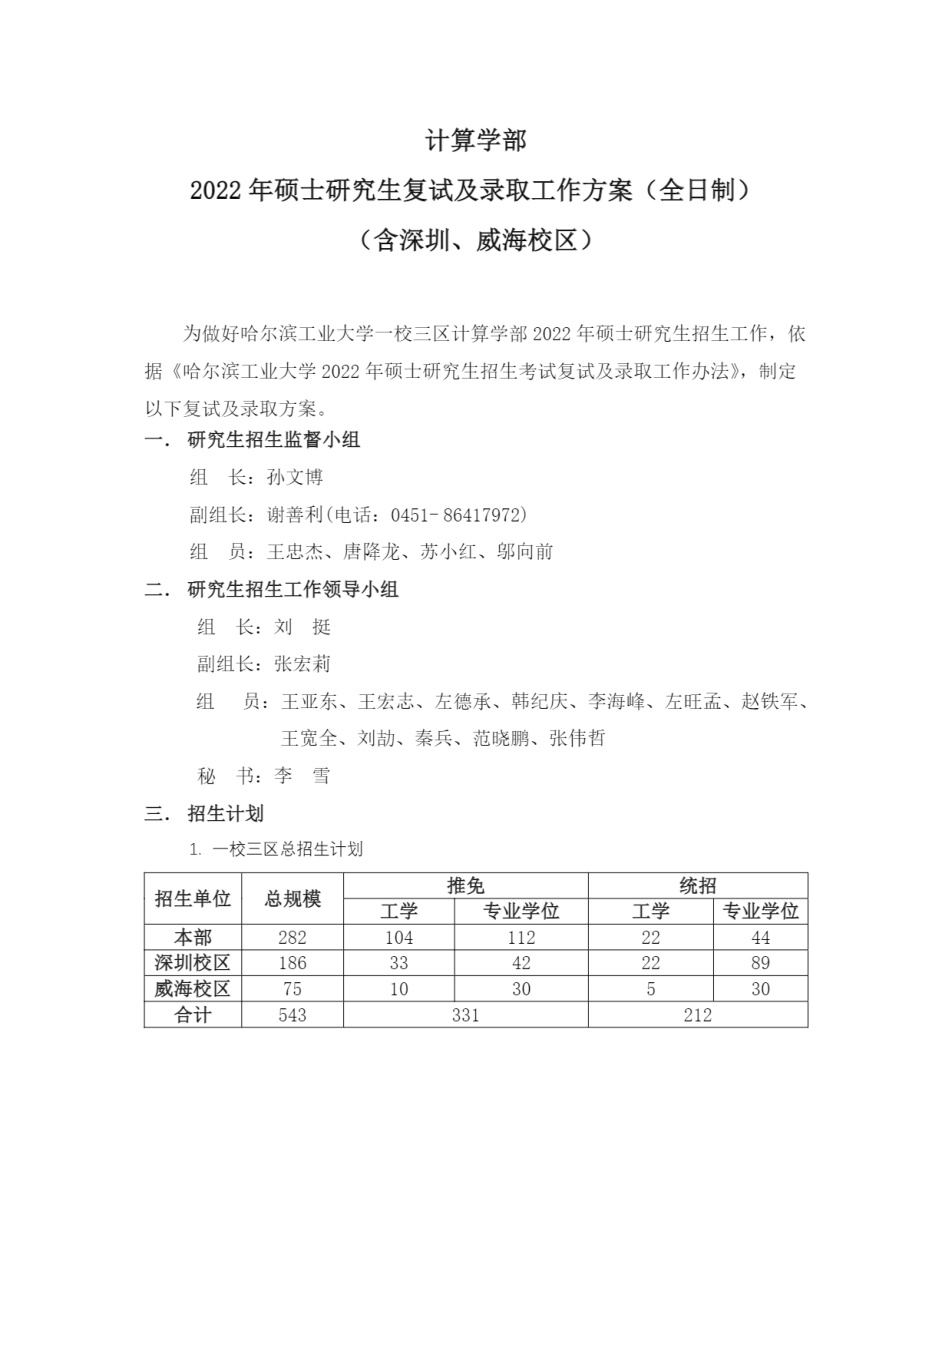 计算学部
2022 年硕士研究生复试及录取工作方案（全日制）
（含深圳、威海校区）
为做好哈尔滨工业大学一校三区计算学部 2022 年硕士研究生招生工作，依
据《哈尔滨工业大学 2022 年硕士研究生招生考试复试及录取工作办法》，制定
以下复试及录取方案。
一． 研究生招生监督小组
组　长：孙文博
副组长：谢善利(电话：0451-86417972)
组　员：王忠杰、唐降龙、苏小红、邬向前
二． 研究生招生工作领导小组
组　长：刘　挺
副组长：张宏莉
组　员：王亚东、王宏志、左德承、韩纪庆、李海峰、左旺孟、赵铁军、
王宽全、刘劼、秦兵、范晓鹏、张伟哲
秘　书：李　雪
三． 招生计划
1. 一校三区总招生计划
招生单位 总规模 推免 统招
工学 专业学位 工学 专业学位
本部 282 104 112 22 44
深圳校区 186 33 42 22 89
威海校区 75 10 30 5 30
合计 543 331 212